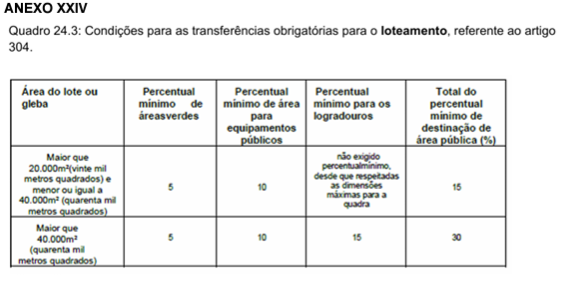 ANEXO XXIV
Quadro 24.3: Condições para as transferências obrigatórias para o loteamento, referente ao artigo
304.
Área do lote ou
gleba
Percentual
mínimo de
áreasverdes
Percentual
mínimo de área
para
equipamentos
públicos
Percentual
mínimo para os
logradouros
Total do
percentual
mínimo de
destinação de
área pública (%)
Maior que
20.000m²(vinte mil
metros quadrados) e
menor ou igual a
40.000m² (quarenta mil
metros quadrados)
5
10
não exigido
percentualmínimo,
desde que respeitadas
as dimensões
máximas para a
quadra
15
Maior que
40.000m²
(quarenta mil
metros quadrados)
5
10
15
30